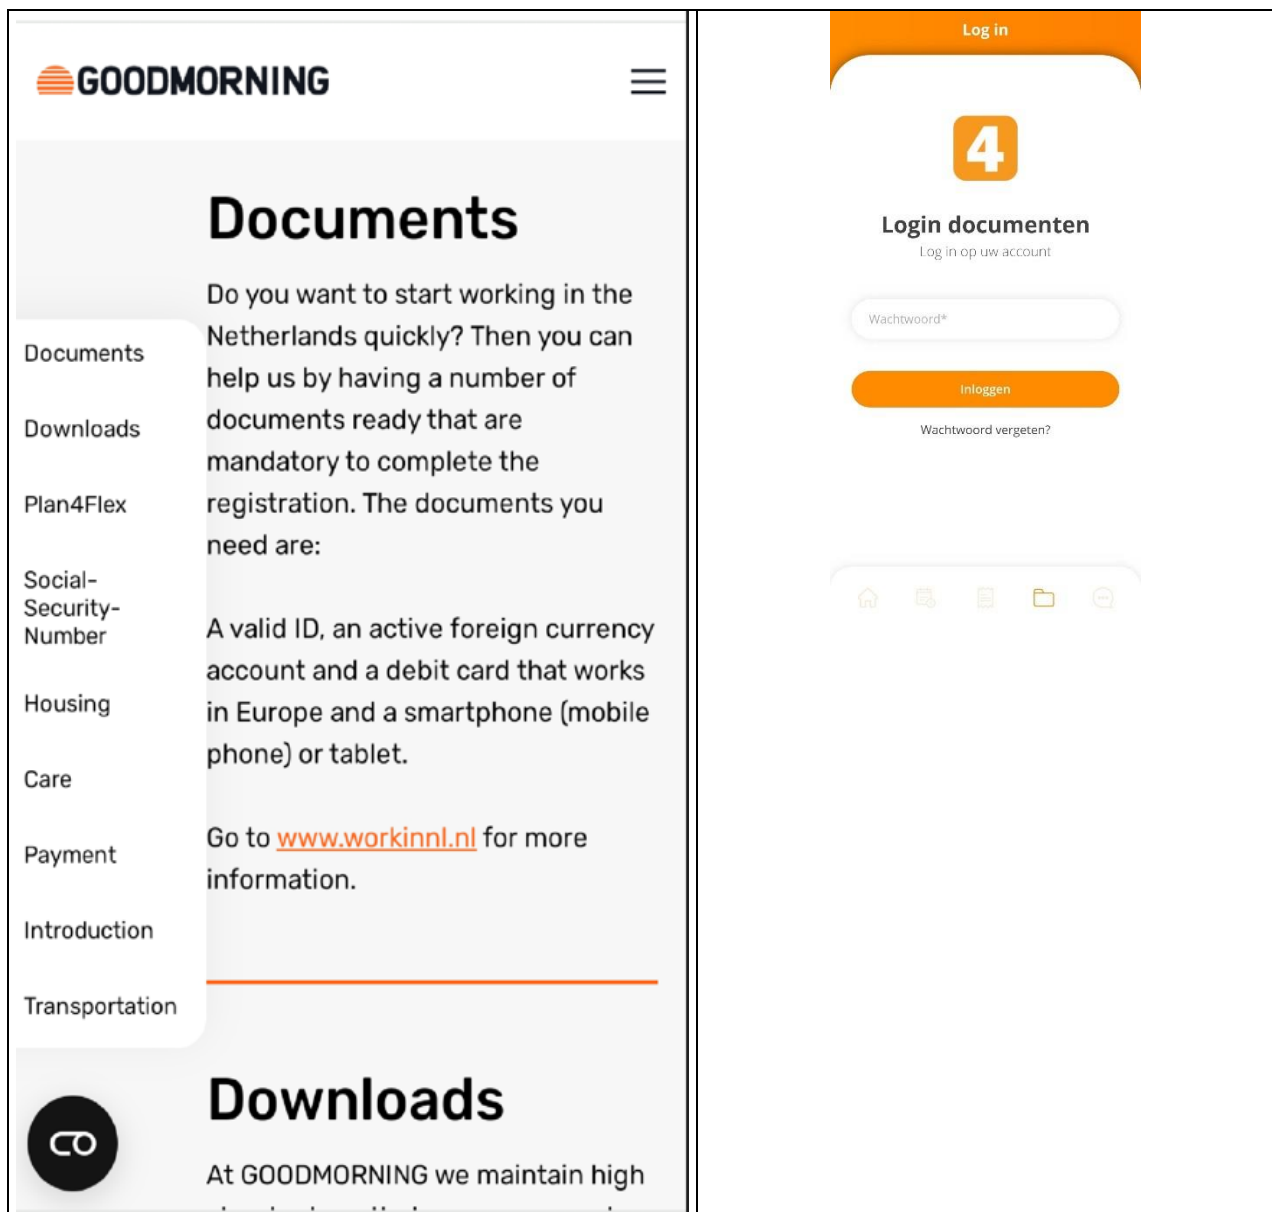 GOODMORNING
Documents
Do you want to start working in the
Netherlands quickly? Then you can
help us by having a number of
documents ready that are
mandatory to complete the
registration. The documents you
need are:
A valid ID, an active foreign currency
account and a debit card that works
in Europe and a smartphone (mobile
phone) or tablet.
Go to www.workinnl.nl for more
information.
Downloads
At GOODMORNING we maintain high
Documents
Downloads
Plan4Flex
Social-
Security-
Number
Housing
Care
Payment
Introduction
Transportation
Log in
4
Login documenten
Log in op uw account
Wachtwoord*
Inloggen
Wachtwoord vergeten?